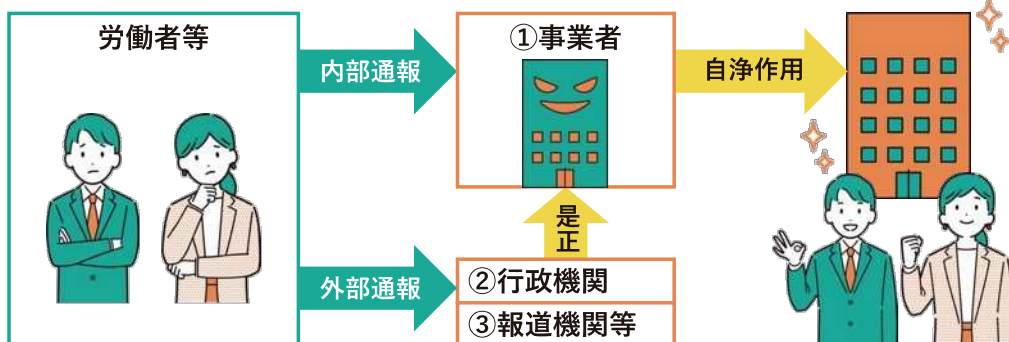 労働者等
内部通報
①事業者
自浄作用
是正
外部通報
②行政機関
③報道機関等